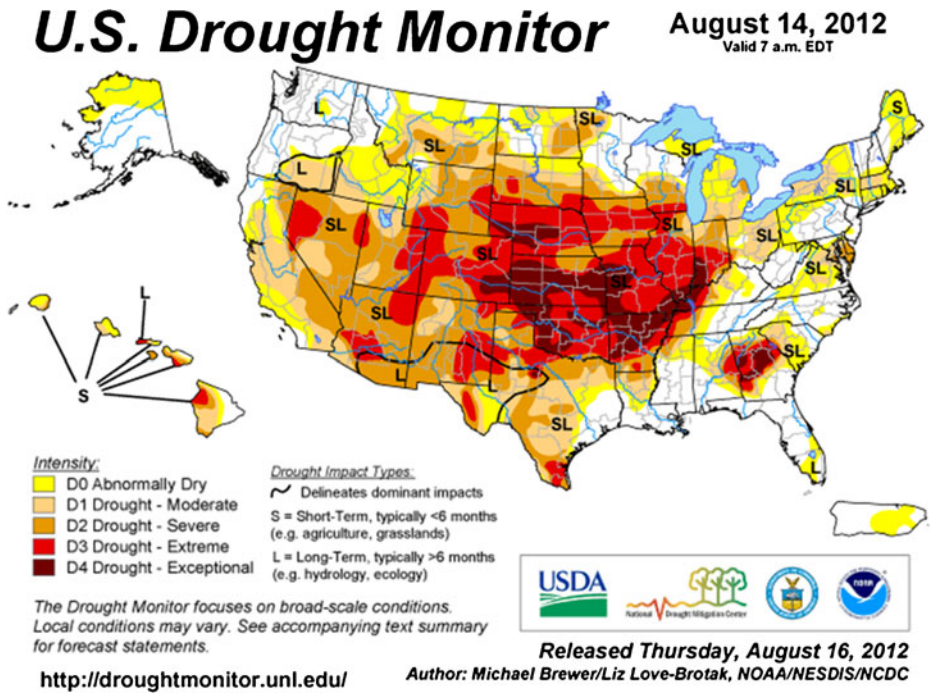 U.S. Drought Monitor
August 14, 2012
Valid 7 a.m. EDT
L
SL
SL
SL
S
L
SL
SL
SL
SL
SL
SL
SL
SL
SL
L
L
SL
SL
L
L
S
Intensity:
D0 Abnormally Dry
D1 Drought - Moderate
D2 Drought - Severe
D3 Drought - Extreme
D4 Drought - Exceptional
Drought Impact Types:
Delineates dominant impacts
S = Short-Term, typically <6 months
(e.g. agriculture, grasslands)
L = Long-Term, typically >6 months
(e.g. hydrology, ecology)
The Drought Monitor focuses on broad-scale conditions.
Local conditions may vary. See accompanying text summary
for forecast statements.
http://droughtmonitor.unl.edu/
USDA
National Drought Mitigation Center
NOAA
Released Thursday, August 16, 2012
Author: Michael Brewer/Liz Love-Brotak, NOAA/NESDIS/NCDC